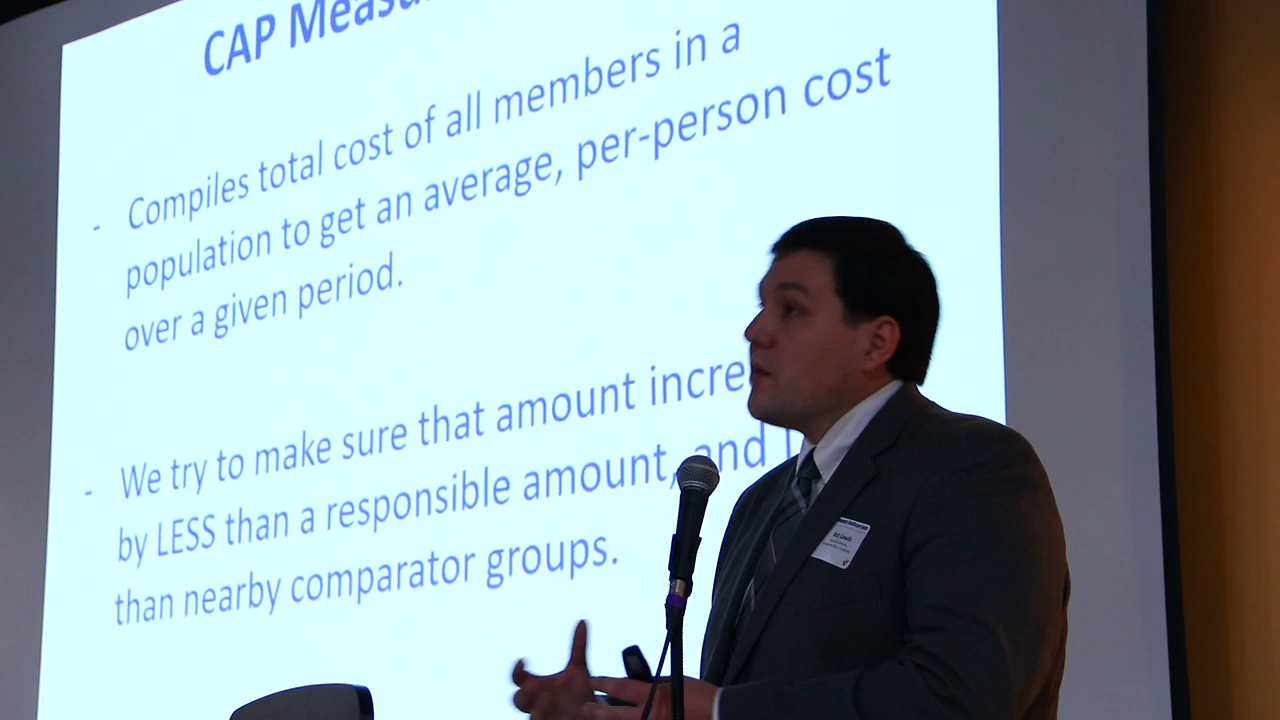 CAP Measu
- Compiles total cost of all members in a
population to get an average, per-person cost
over a given period.
- We try to make sure that amount incre
by LESS than a responsible amount, and
than nearby comparator groups.